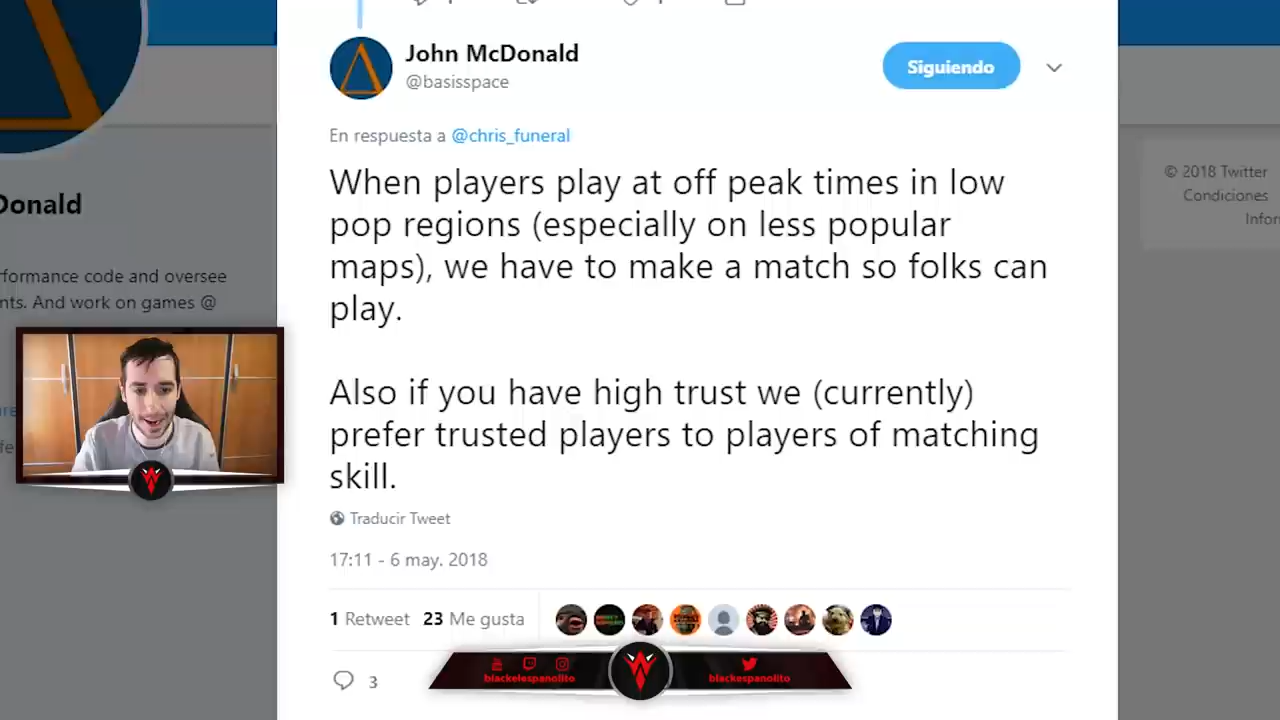 John McDonald
@basisspace
Siguiendo
En respuesta a @chris_funeral
When players play at off peak times in low
pop regions (especially on less popular
maps), we have to make a match so folks can
play.
Also if you have high trust we (currently)
prefer trusted players to players of matching
skill.
Traducir Tweet
17:11 - 6 may. 2018
1 Retweet 23 Me gusta
3
Donald
rformance code and oversee
nts. And work on games @
© 2018 Twitter
Condiciones
Infor
blackelespanolito
blackespanolito